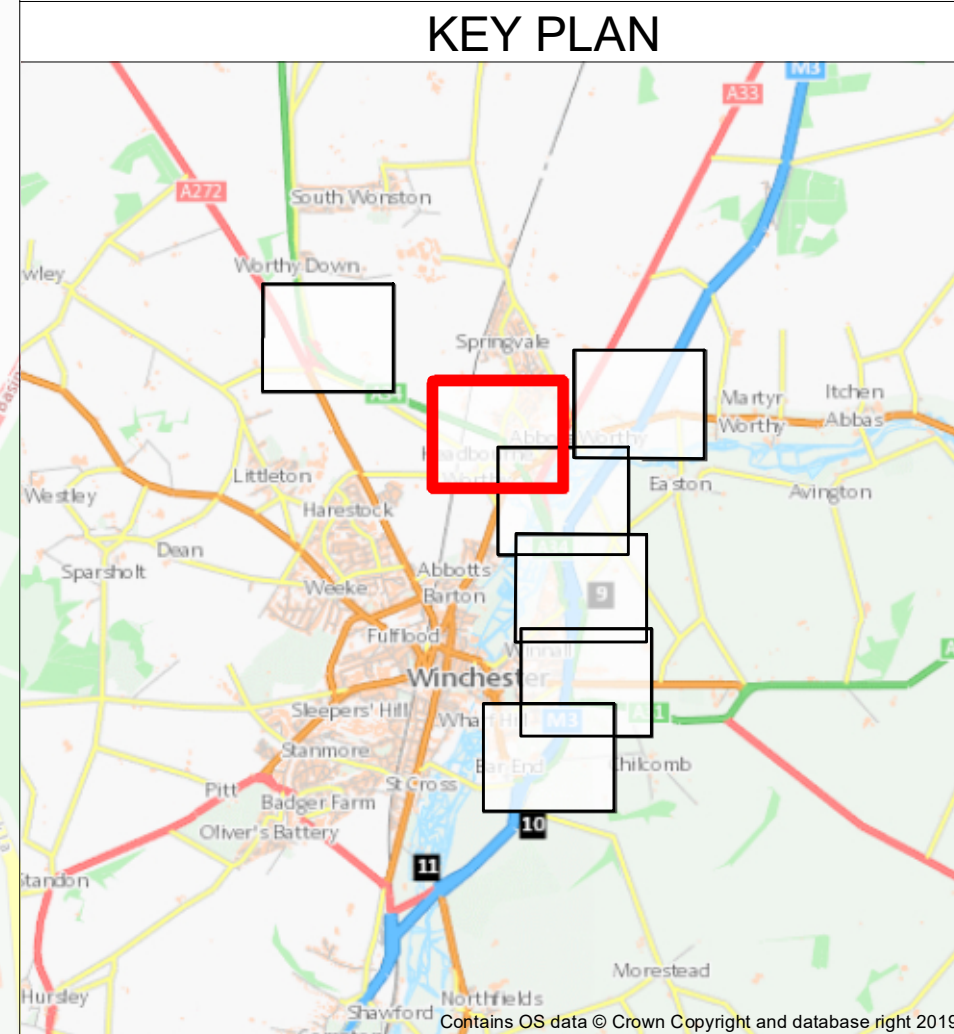 KEY PLAN
M3
A33
A272
South Wonston
Worthy Down
wley
Springvale
Basin
A34
Martyr
Worthy
Itchen
Abbas
Abbots Worthy
Headbourne
Worthy
Littleton
Easton
Avington
Westley
Harestock
Dean
Sparsholt
Abbotts
Barton
Weeke
9
Fulflood
Winnall
Winchester
Sleepers' Hill
Wharf Hill
M3
A31
Stanmore
St Cross
Bar End
Chilcomb
Pitt
Badger Farm
Oliver's Battery
10
11
Standon
Morestead
Hursley
Northfields
Shawford
Contains OS data © Crown Copyright and database right 2019